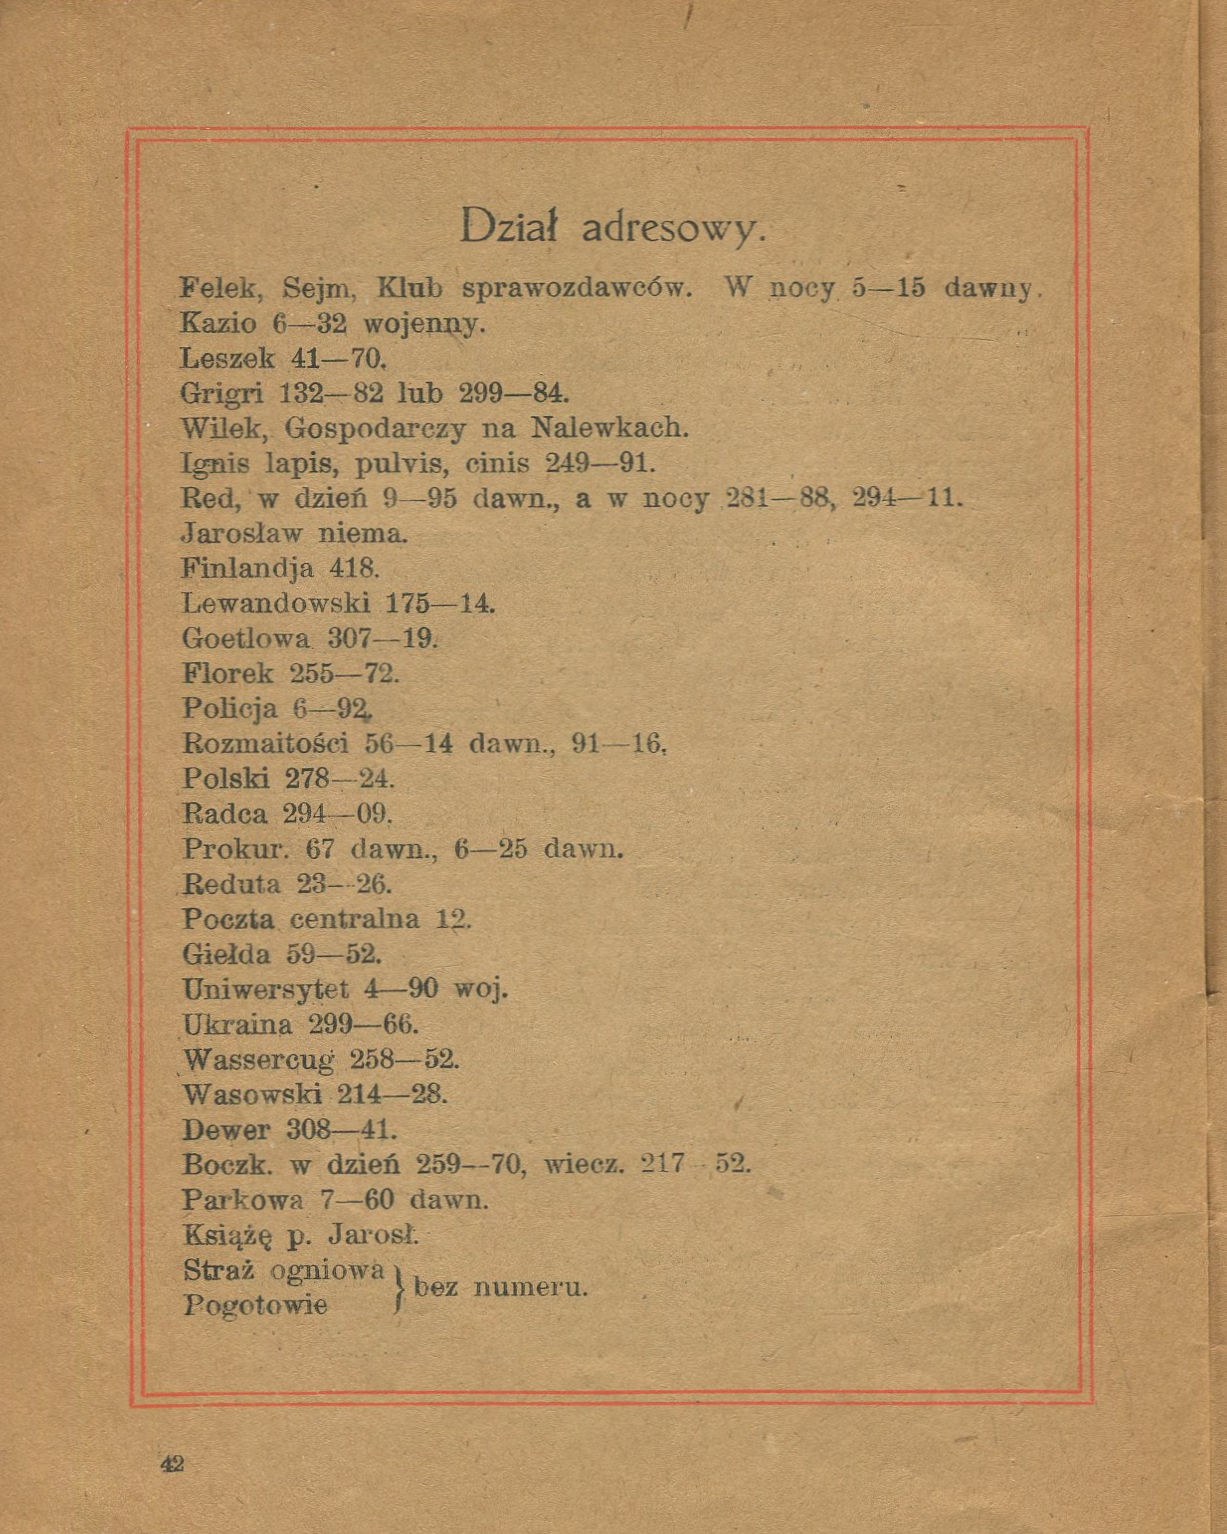 Dział adresowy.
Felek, Sejm, Klub sprawozdawców. W nocy 5—15 dawny.
Kazio 6—32 wojenny.
Leszek 41—70.
Grigri 132—82 lub 299—84.
Wilek, Gospodarczy na Nalewkach.
Ignis lapis, pulvis, cinis 249—91.
Red, w dzień 9—95 dawn., a w nocy 281—88, 294—11.
Jarosław niema.
Finlandja 418.
Lewandowski 175—14.
Goetlowa 307—19.
Florek 255—72.
Policja 6—92.
Rozmaitości 56—14 dawn., 91—16.
Polski 278—24.
Radca 294—09.
Prokur. 67 dawn., 6—25 dawn.
Reduta 23—26.
Poczta centralna 12.
Giełda 59—52.
Uniwersytet 4—90 woj.
Ukraina 299—66.
Wassercug 258—52.
Wasowski 214—28.
Dewer 308—41.
Boczk. w dzień 259—70, wiecz. 217—52.
Parkowa 7—60 dawn.
Książę p. Jarosł.
Straż ogniowa } bez numeru.
Pogotowie
42